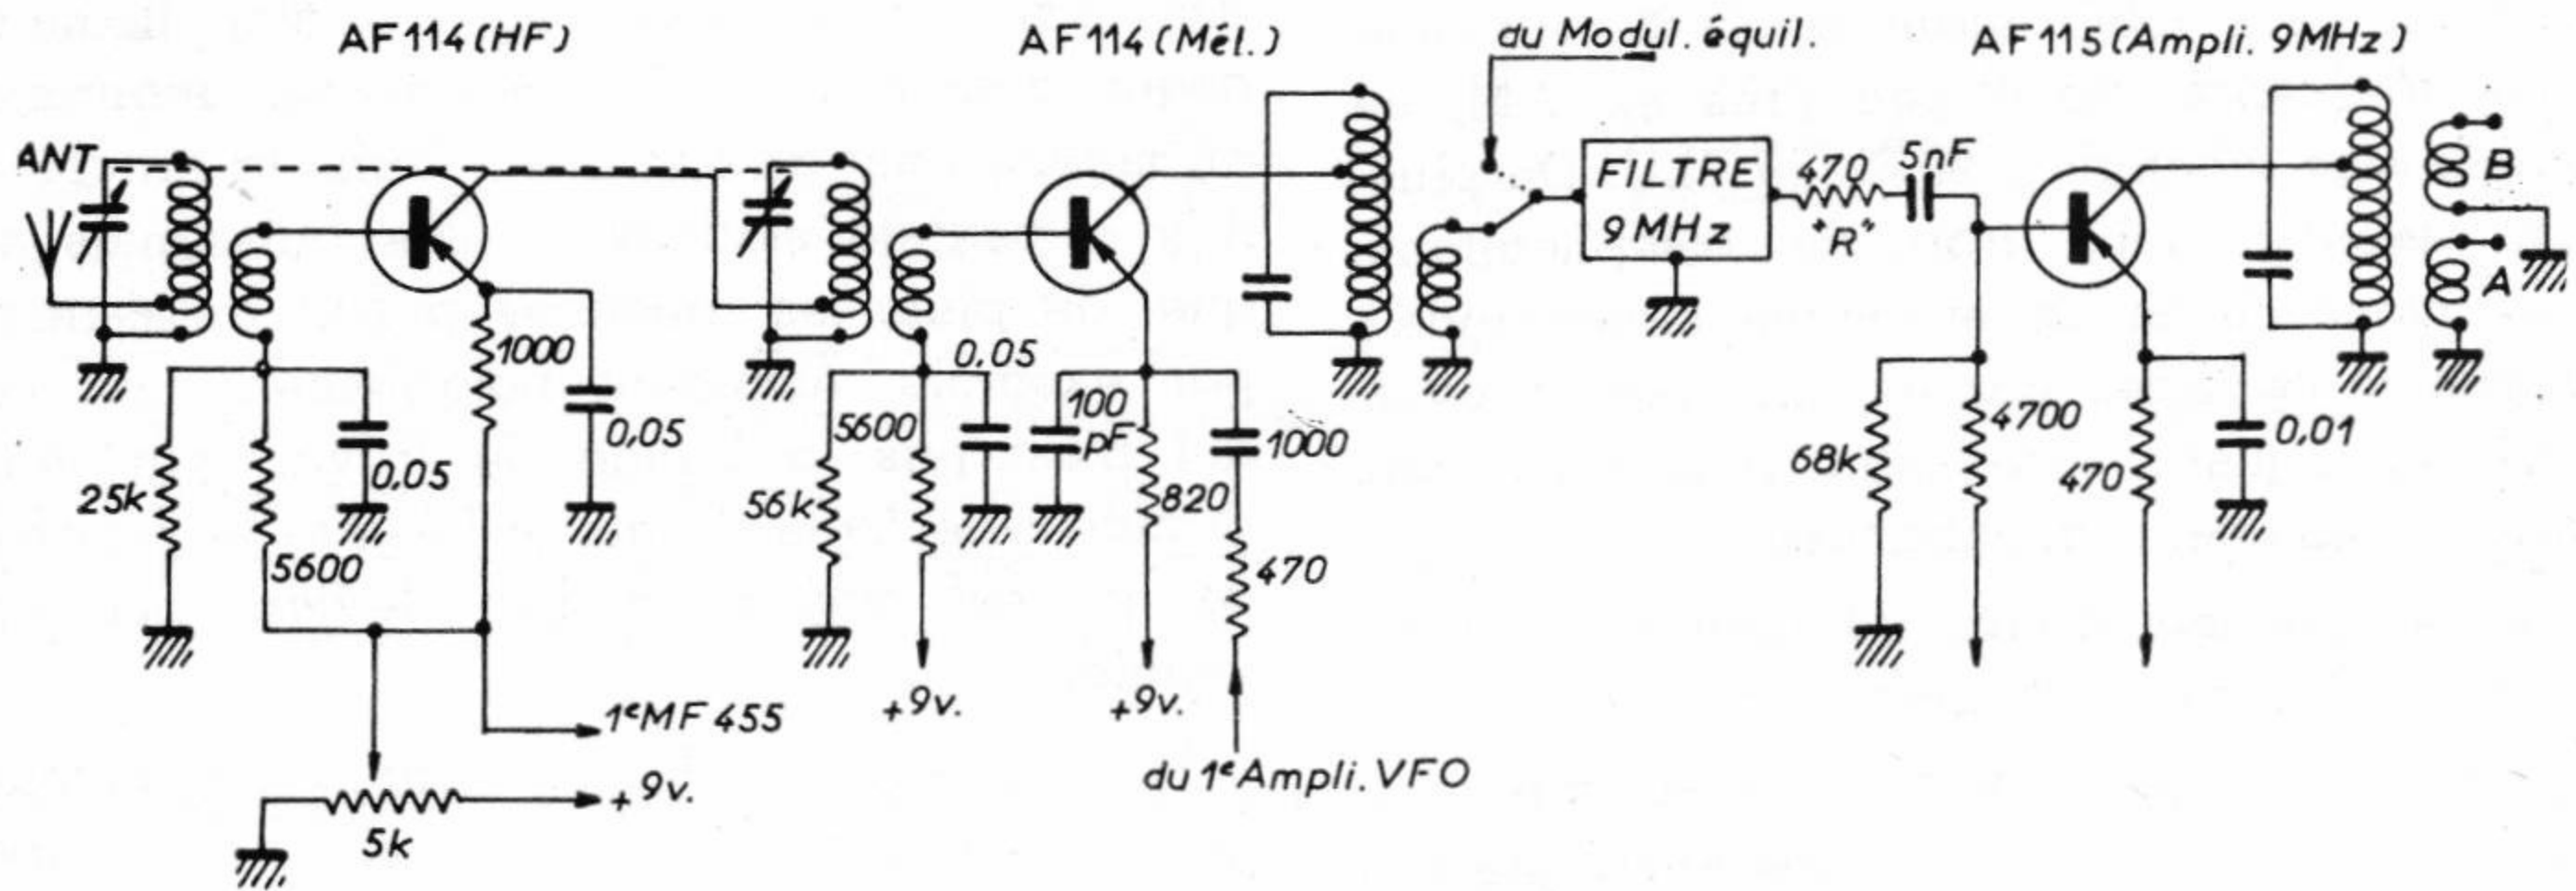 AF114(HF)
AF114(Mél.)
du Modul. équil.
AF115(Ampli. 9MHz)
ANT
FILTRE
9MHz
470
"R"
5nF
B
A
1000
0,05
0,05
25k
5600
1eMF 455
+9v.
5k
0,05
5600
56k
100
pF
820
1000
470
+9v.
+9v.
du 1eAmpli.VFO
68k
4700
470
0,01